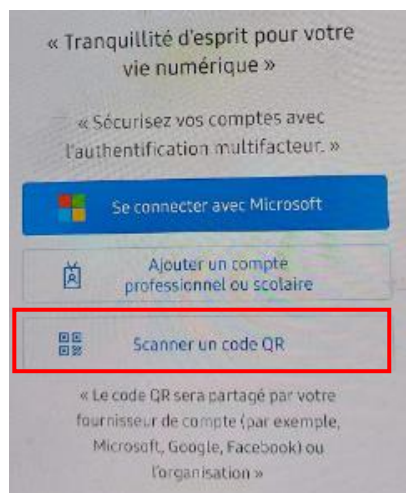 « Tranquillité d'esprit pour votre
vie numérique »
« Sécurisez vos comptes avec
l'authentification multifacteur. »
Se connecter avec Microsoft
Ajouter un compte
professionnel ou scolaire
Scanner un code QR
« Le code QR sera partagé par votre
fournisseur de compte (par exemple,
Microsoft, Google, Facebook) ou
l'organisation »